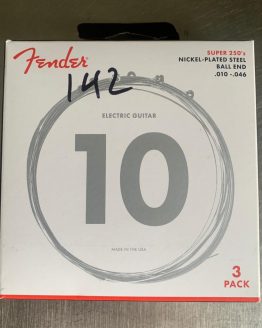 Fender
SUPER 250's
NICKEL-PLATED STEEL
BALL END
.010 - .046
142
ELECTRIC GUITAR
10
MADE IN THE USA
3
PACK